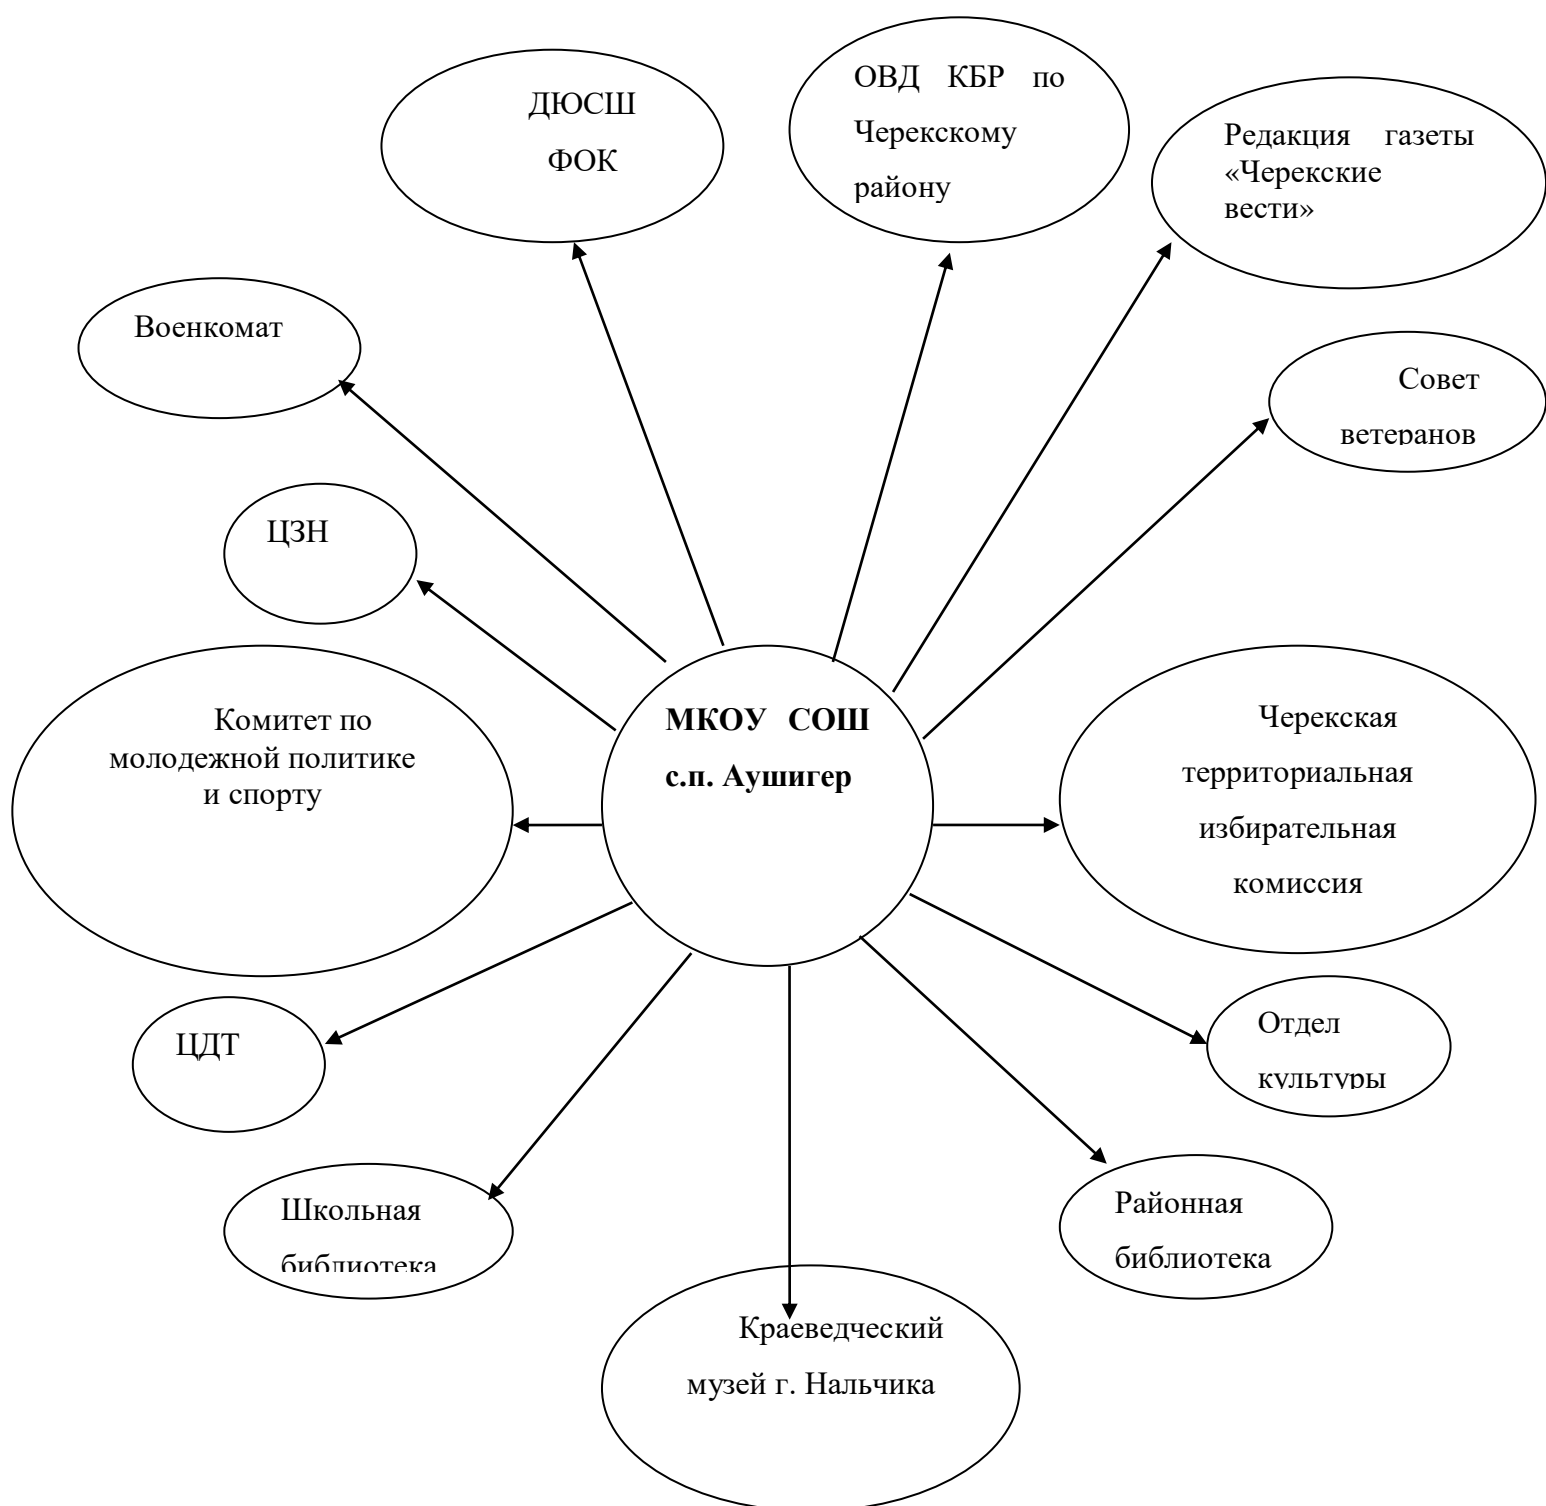 ДЮСШ
ФОК
ОВД КБР по
Черекскому
району
Редакция газеты
«Черекские
вести»
Военкомат
Совет
ветеранов
ЦЗН
Комитет по
молодежной политике
и спорту
МКОУ СОШ
с.п. Аушигер
Черекская
территориальная
избирательная
комиссия
ЦДТ
Отдел
культуры
Школьная
библиотека
Районная
библиотека
Краеведческий
музей г. Нальчика